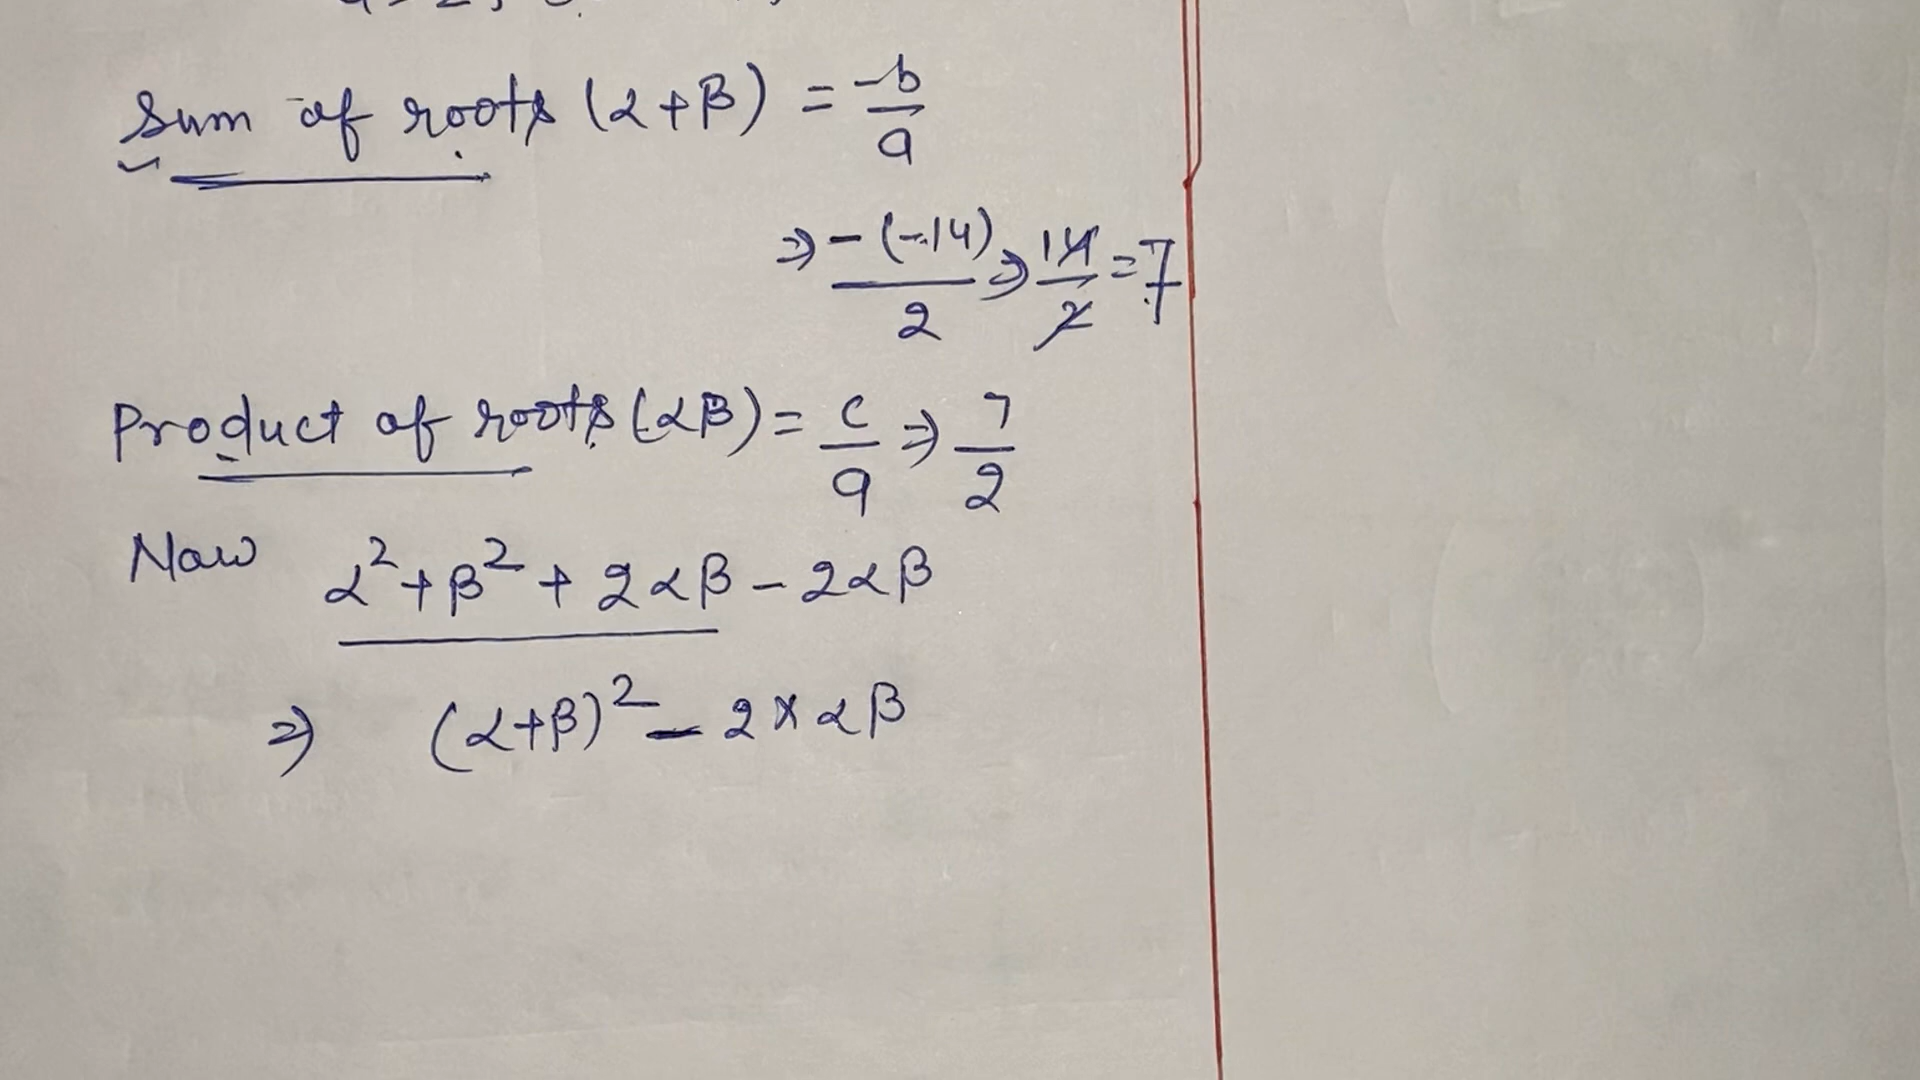 Sum of roots (α+β) = -b/a
⇒ -(-14)/2 ⇒ 14/2 = 7
Product of roots (αβ) = c/a ⇒ 7/2
Now α²+β²+2αβ-2αβ
⇒ (α+β)² - 2×αβ